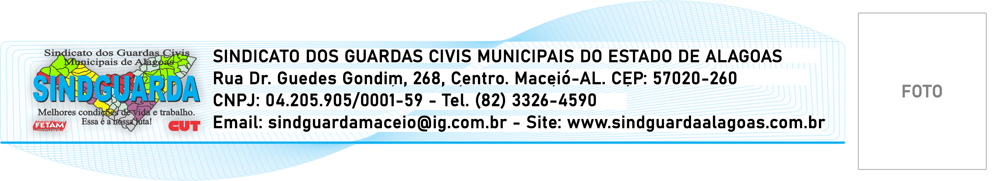 Sindicato dos Guardas Civis
Municipais de Alagoas
SINDGUARDA
Melhores condições de vida e trabalho.
Essa é a nossa luta!
FETAM
CUT
SINDICATO DOS GUARDAS CIVIS MUNICIPAIS DO ESTADO DE ALAGOAS
Rua Dr. Guedes Gondim, 268, Centro. Maceió-AL. CEP: 57020-260
CNPJ: 04.205.905/0001-59 - Tel. (82) 3326-4590
Email: sindguardamaceio@ig.com.br - Site: www.sindguardaalagoas.com.br
FOTO